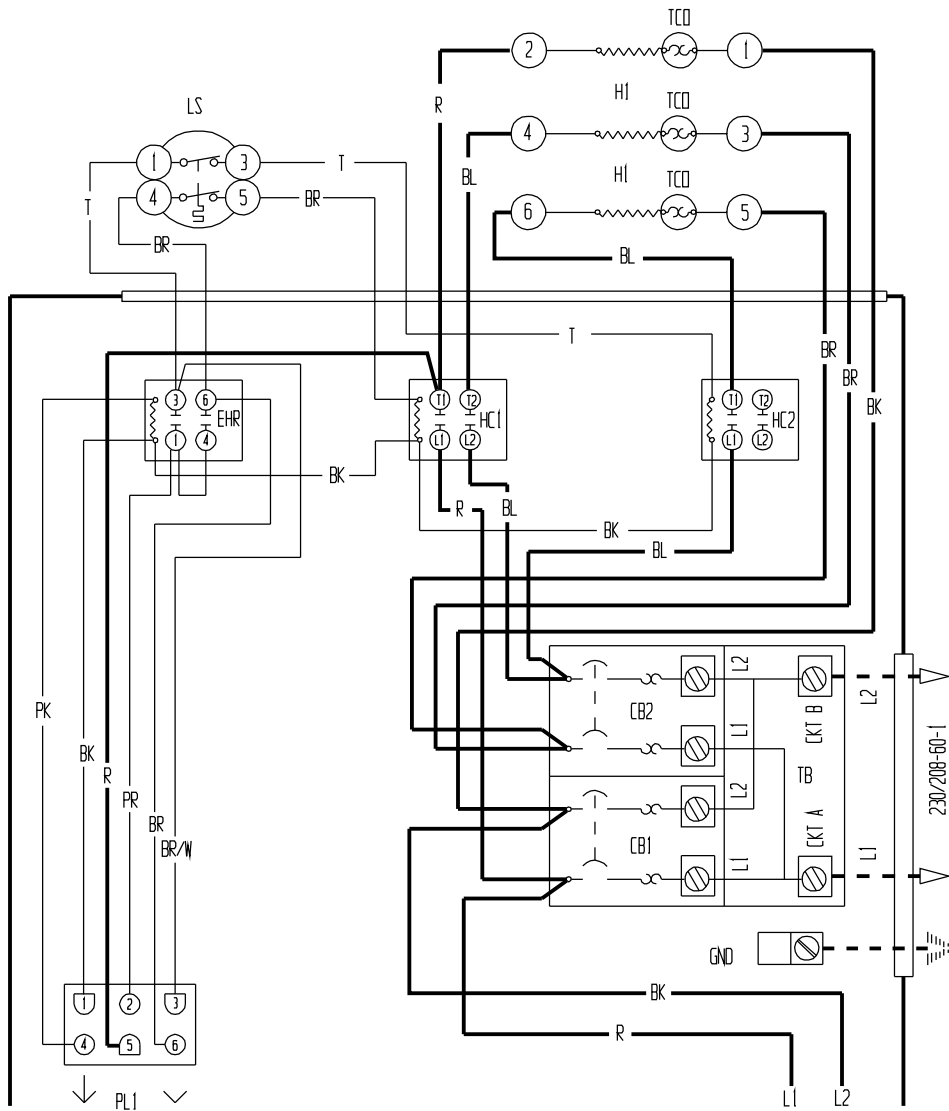 TCO
2
1
R
H1
LS
TCO
4
3
1
3
T
BL
H1
TCO
4
5
BR
T
6
5
BR
BL
T
BR
BR
BK
3
6
EHR
1
4
T1
T2
HC1
L1
L2
T1
T2
HC2
L1
L2
BK
R
BL
BK
BL
PK
BK
R
PR
BR
BR/W
CB2
L2
L1
CKT B
L2
TB
230/208-60-1
CB1
L2
L1
CKT A
L1
GND
1
2
3
4
5
6
BK
R
PL1
L1
L2